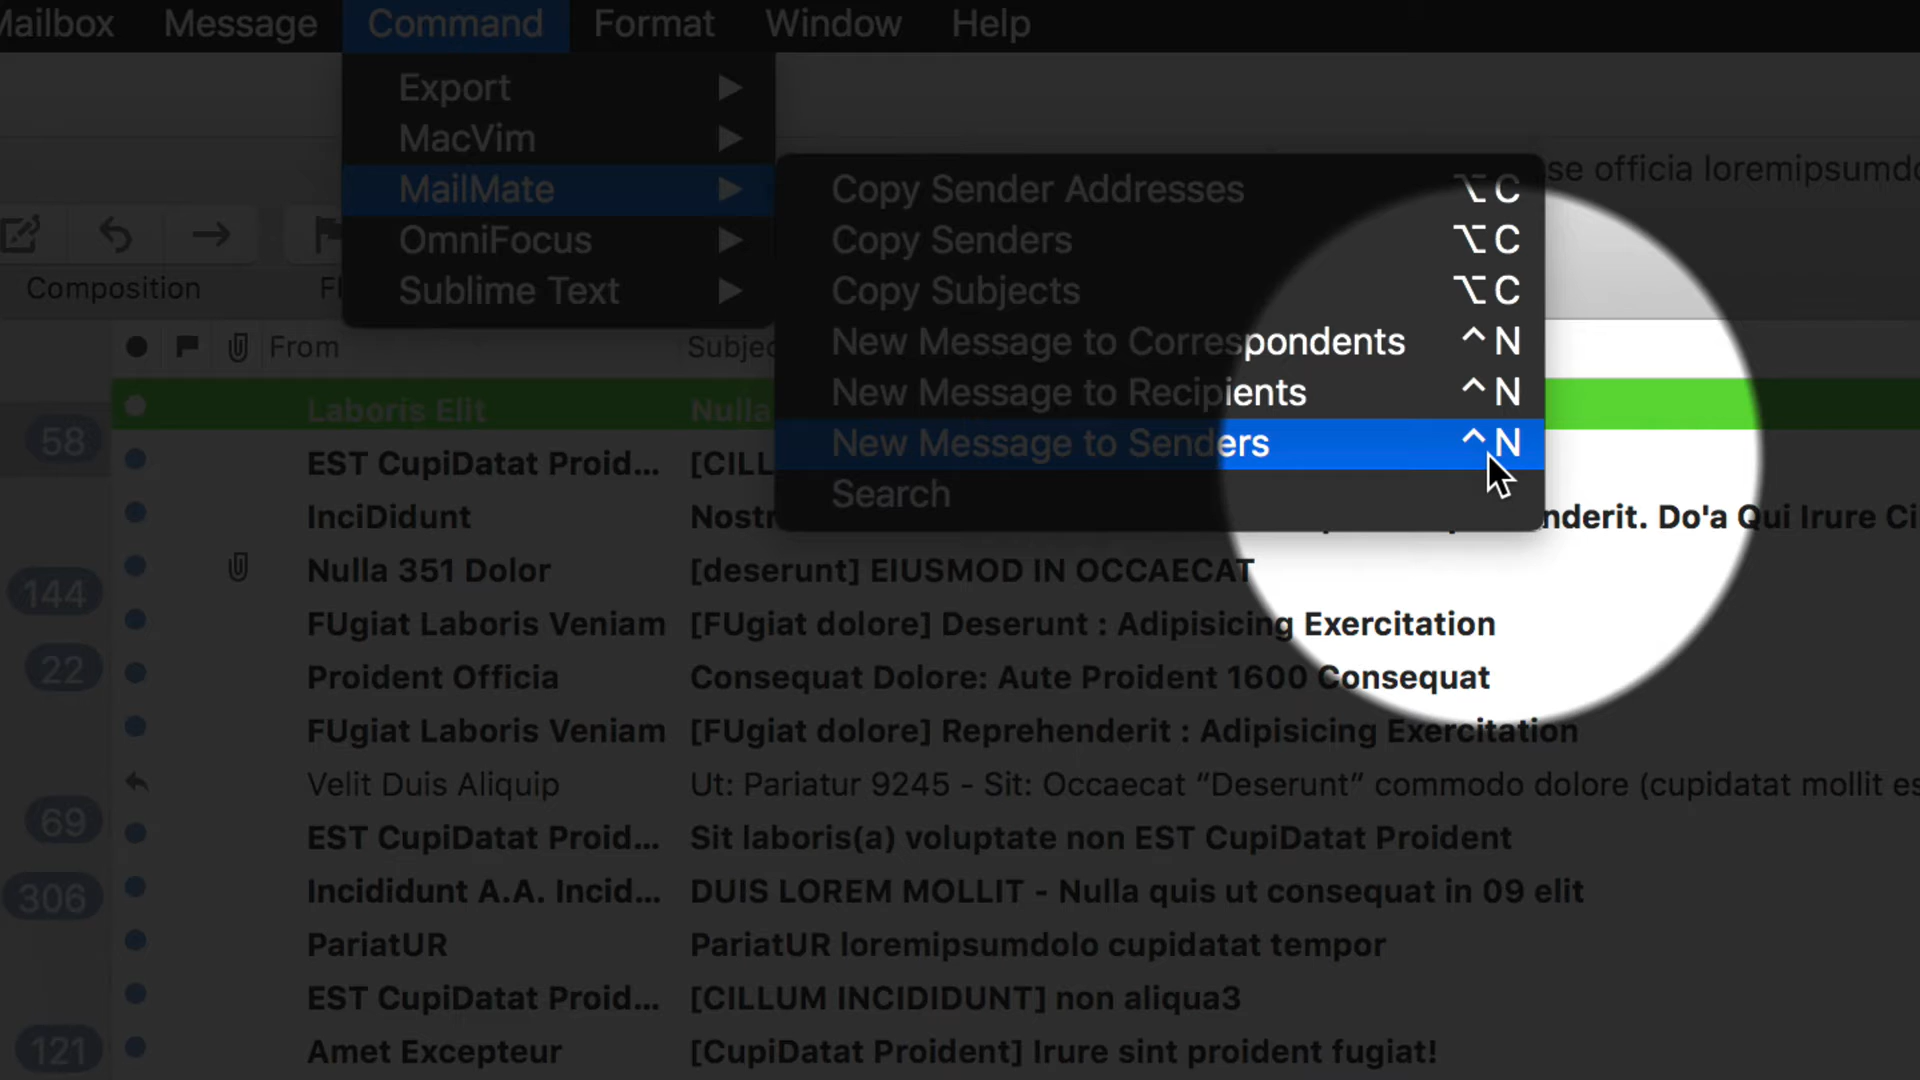 Mailbox Message Command Format Window Help
Export ▶
MacVim ▶
MailMate ▶
OmniFocus ▶
Sublime Text ▶
se officia loremipsumdo
Copy Sender Addresses ⌥C
Copy Senders ⌥C
Copy Subjects ⌥C
New Message to Correspondents ^N
New Message to Recipients ^N
New Message to Senders ^N
Search
Composition
From Subjec
Laboris Elit Nulla
58
EST CupiDatat Proid... [CILL
InciDidunt Nostr nderit. Do'a Qui Irure Ci
Nulla 351 Dolor [deserunt] EIUSMOD IN OCCAECAT
144
FUgiat Laboris Veniam [FUgiat dolore] Deserunt : Adipisicing Exercitation
22
Proident Officia Consequat Dolore: Aute Proident 1600 Consequat
FUgiat Laboris Veniam [FUgiat dolore] Reprehenderit : Adipisicing Exercitation
Velit Duis Aliquip Ut: Pariatur 9245 - Sit: Occaecat “Deserunt” commodo dolore (cupidatat mollit es
69
EST CupiDatat Proid... Sit laboris(a) voluptate non EST CupiDatat Proident
306
Incididunt A.A. Incid... DUIS LOREM MOLLIT - Nulla quis ut consequat in 09 elit
PariatUR PariatUR loremipsumdolo cupidatat tempor
EST CupiDatat Proid... [CILLUM INCIDIDUNT] non aliqua3
121
Amet Excepteur [CupiDatat Proident] Irure sint proident fugiat!